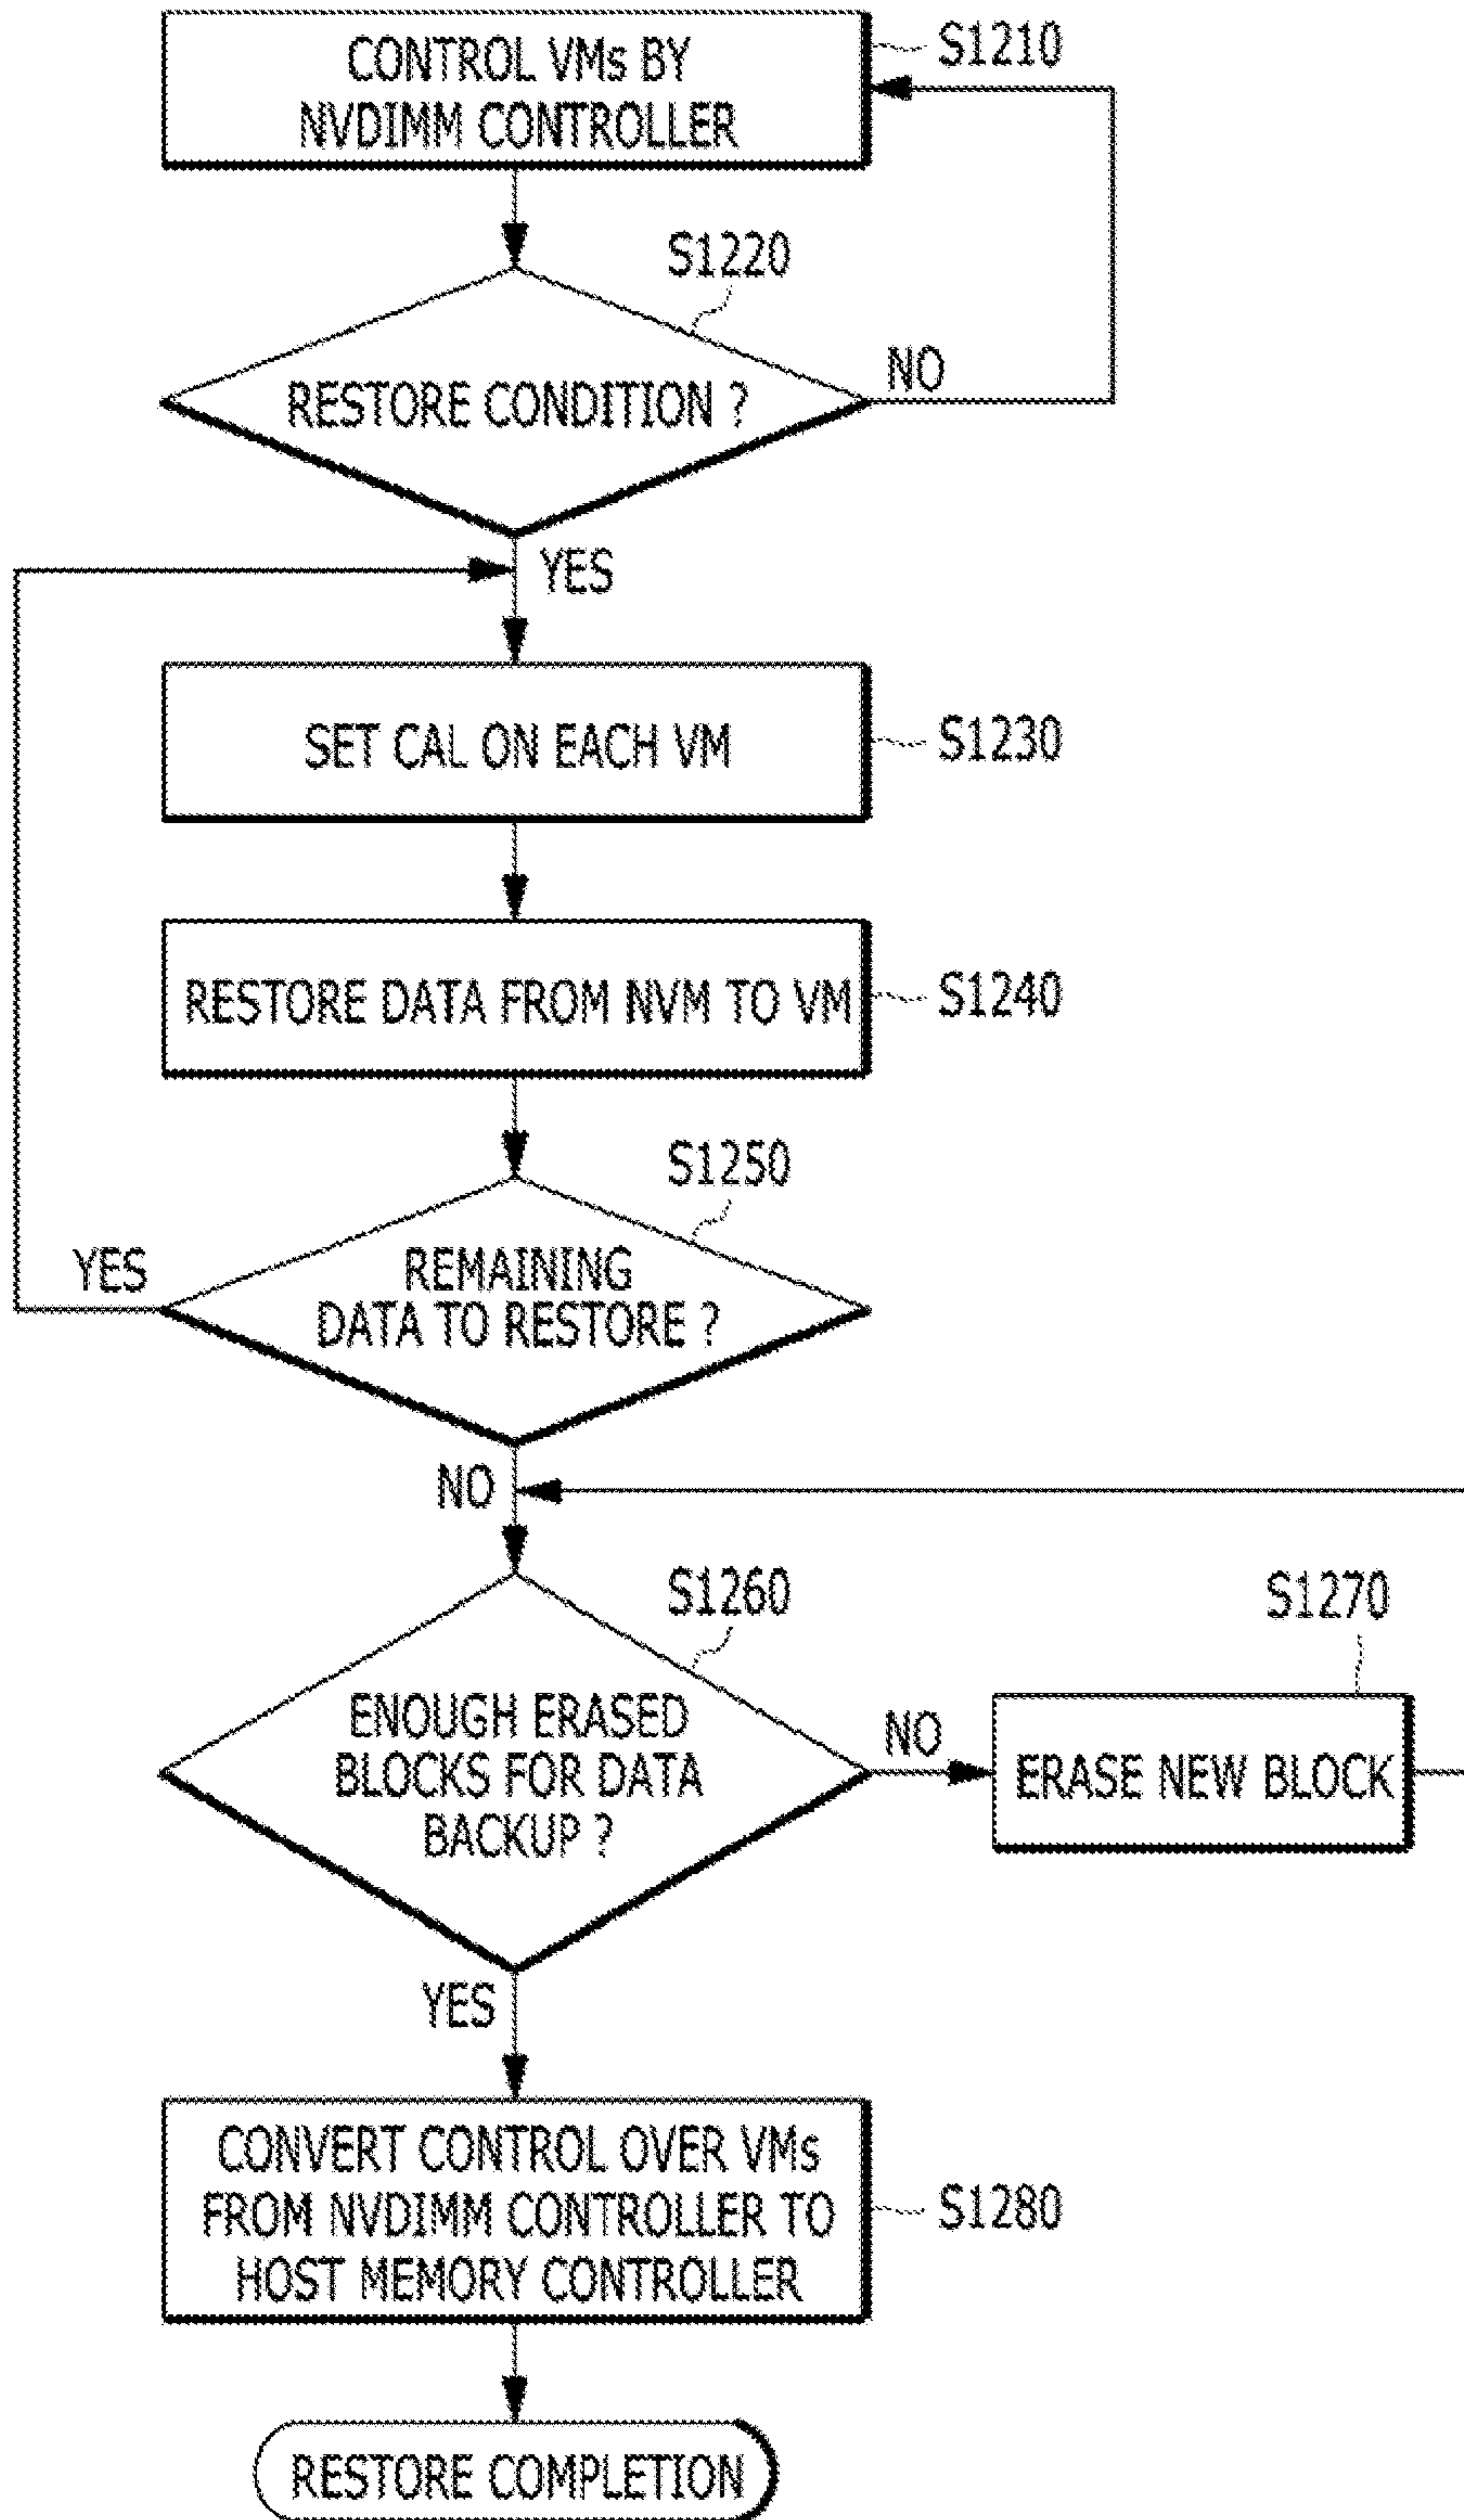 CONTROL VMs BY
NVDIMM CONTROLLER
S1210
S1220
RESTORE CONDITION ?
NO
YES
SET CAL ON EACH VM
S1230
RESTORE DATA FROM NVM TO VM
S1240
S1250
YES
REMAINING
DATA TO RESTORE ?
NO
S1260
S1270
ENOUGH ERASED
BLOCKS FOR DATA
BACKUP ?
NO
ERASE NEW BLOCK
YES
CONVERT CONTROL OVER VMs
FROM NVDIMM CONTROLLER TO
HOST MEMORY CONTROLLER
S1280
RESTORE COMPLETION